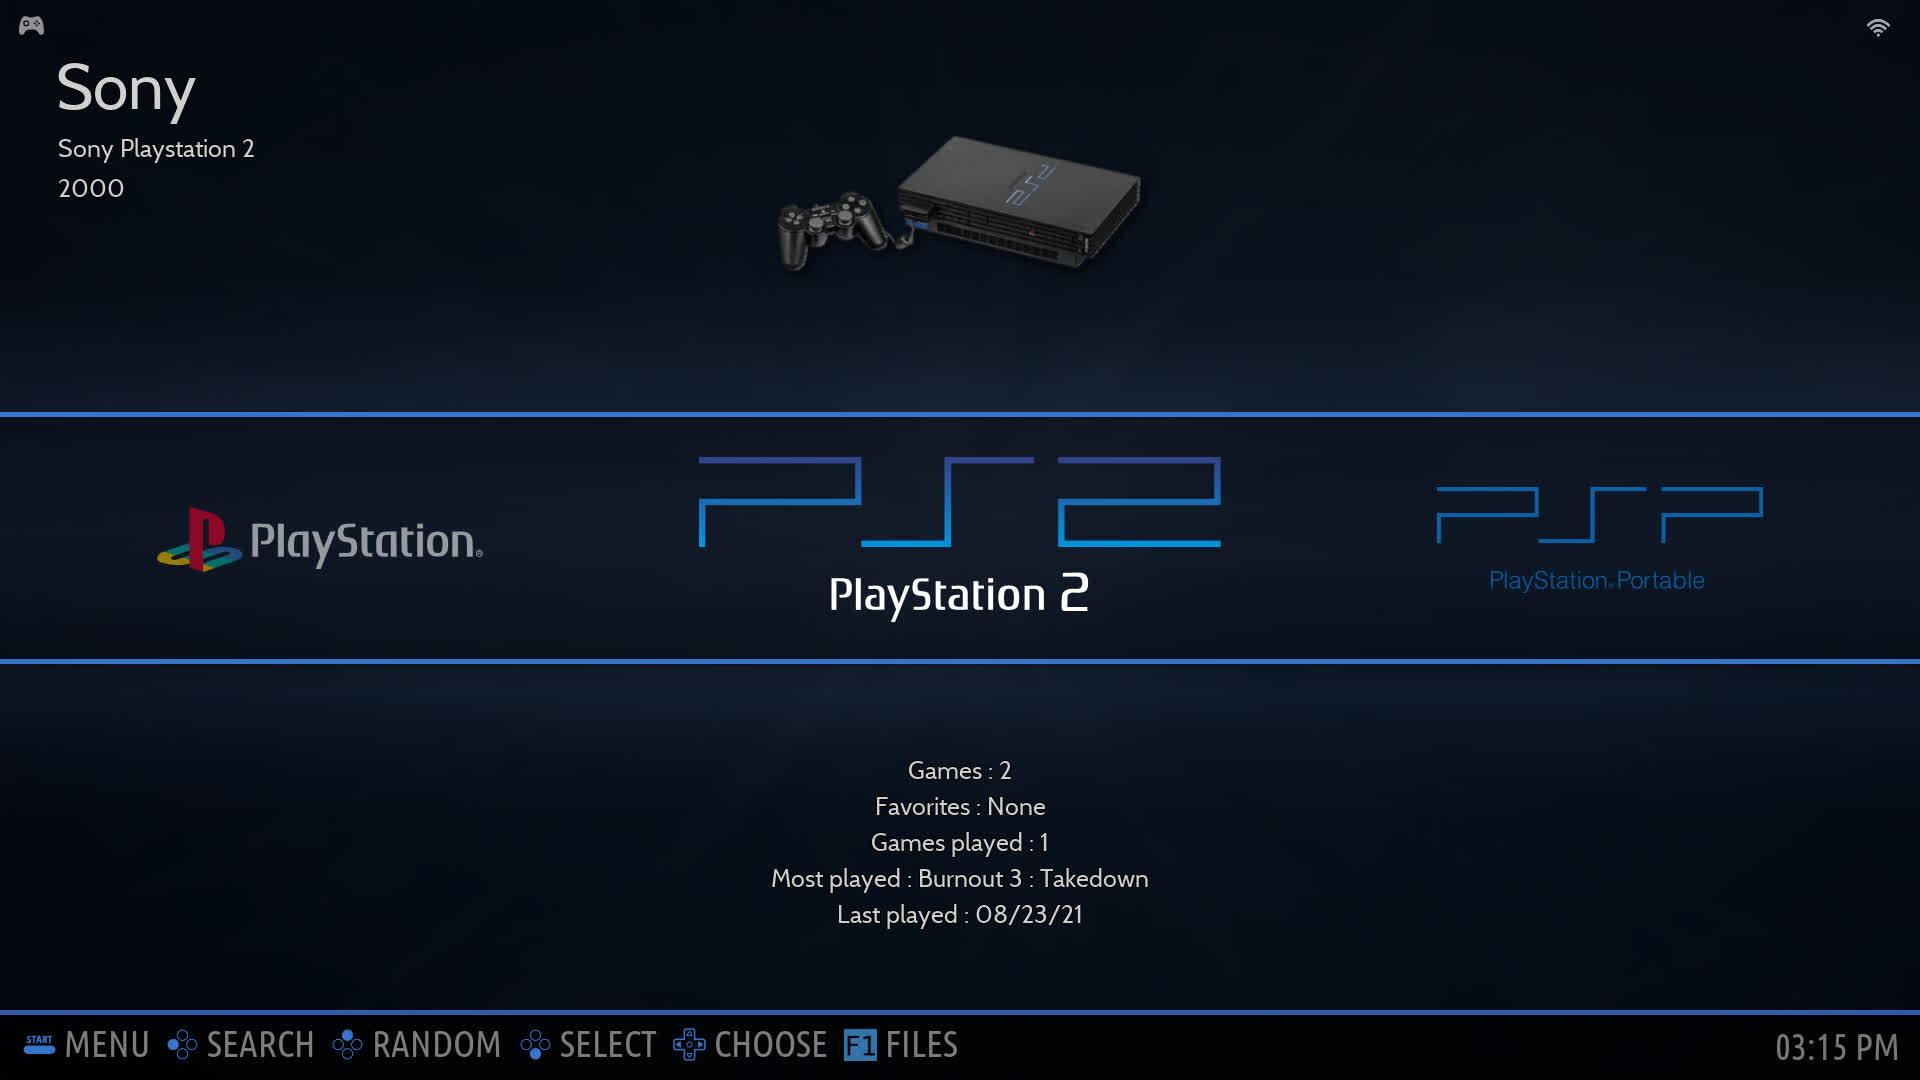 Sony
Sony Playstation 2
2000
PS2
PlayStation®
PS2
PlayStation 2
PSP
PlayStation Portable
Games : 2
Favorites : None
Games played : 1
Most played : Burnout 3 : Takedown
Last played : 08/23/21
START MENU SEARCH RANDOM SELECT CHOOSE F1 FILES
03:15 PM